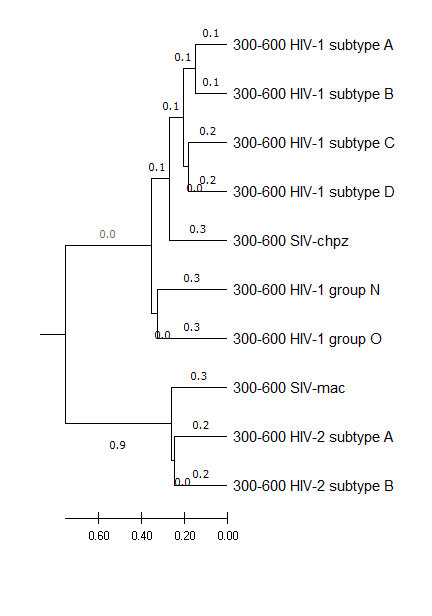 0.1
300-600 HIV-1 subtype A
0.1
0.1
300-600 HIV-1 subtype B
0.1
0.2
300-600 HIV-1 subtype C
0.1
0.2
0.0
300-600 HIV-1 subtype D
0.3
300-600 SIV-chpz
0.0
0.3
300-600 HIV-1 group N
0.3
0.0
300-600 HIV-1 group O
0.3
300-600 SIV-mac
0.2
300-600 HIV-2 subtype A
0.9
0.2
0.0
300-600 HIV-2 subtype B
0.60 0.40 0.20 0.00